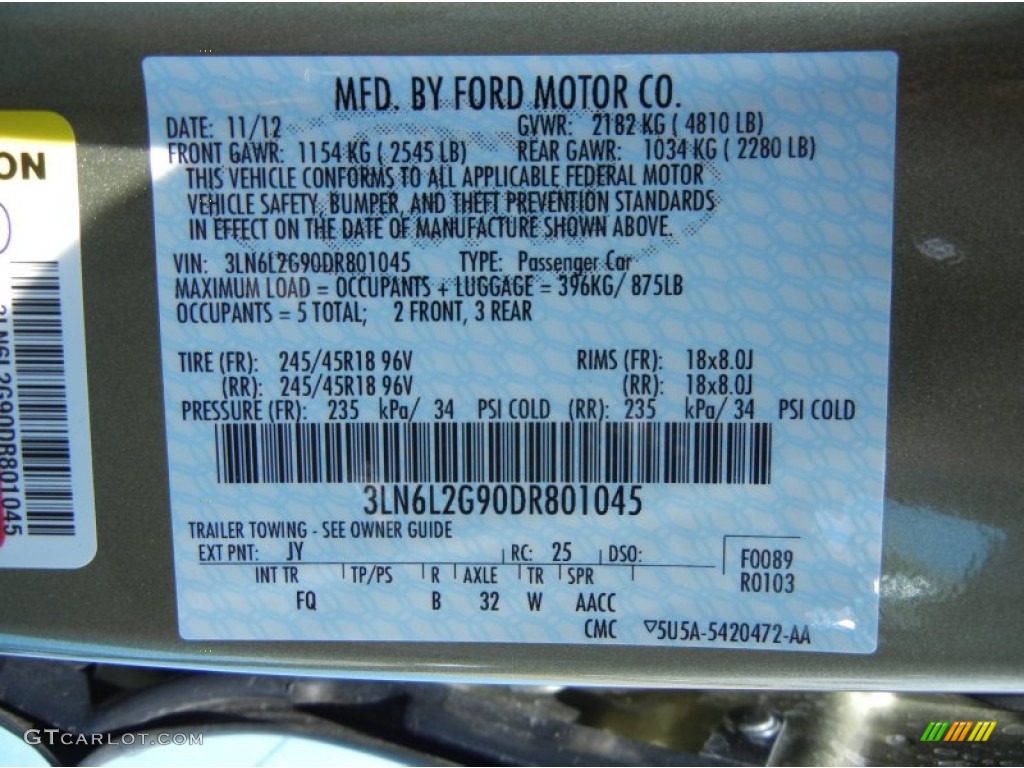 MFD. BY FORD MOTOR CO.
DATE: 11/12 GVWR: 2182 KG ( 4810 LB)
FRONT GAWR: 1154 KG ( 2545 LB) REAR GAWR: 1034 KG ( 2280 LB)
THIS VEHICLE CONFORMS TO ALL APPLICABLE FEDERAL MOTOR
VEHICLE SAFETY, BUMPER, AND THEFT PREVENTION STANDARDS
IN EFFECT ON THE DATE OF MANUFACTURE SHOWN ABOVE.
VIN: 3LN6L2G90DR801045 TYPE: Passenger Car
MAXIMUM LOAD = OCCUPANTS + LUGGAGE = 396KG/ 875LB
OCCUPANTS = 5 TOTAL; 2 FRONT, 3 REAR
TIRE (FR): 245/45R18 96V RIMS (FR): 18x8.0J
(RR): 245/45R18 96V (RR): 18x8.0J
PRESSURE (FR): 235 kPa/ 34 PSI COLD (RR): 235 kPa/ 34 PSI COLD
3LN6L2G90DR801045
TRAILER TOWING - SEE OWNER GUIDE
EXT PNT: JY RC: 25 DSO:
INT TR TP/PS R AXLE TR SPR
FQ B 32 W AACC
F0089
R0103
CMC ▽5U5A-5420472-AA
ON
3LN6L2G90DR801045
GTCARLOT.COM